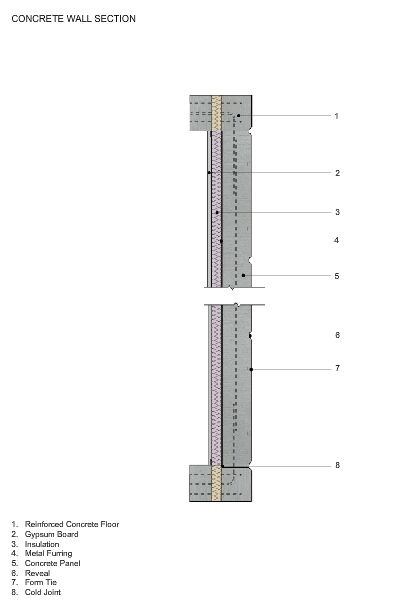 CONCRETE WALL SECTION
1
2
3
4
5
6
7
8
1. Reinforced Concrete Floor
2. Gypsum Board
3. Insulation
4. Metal Furring
5. Concrete Panel
6. Reveal
7. Form Tie
8. Cold Joint